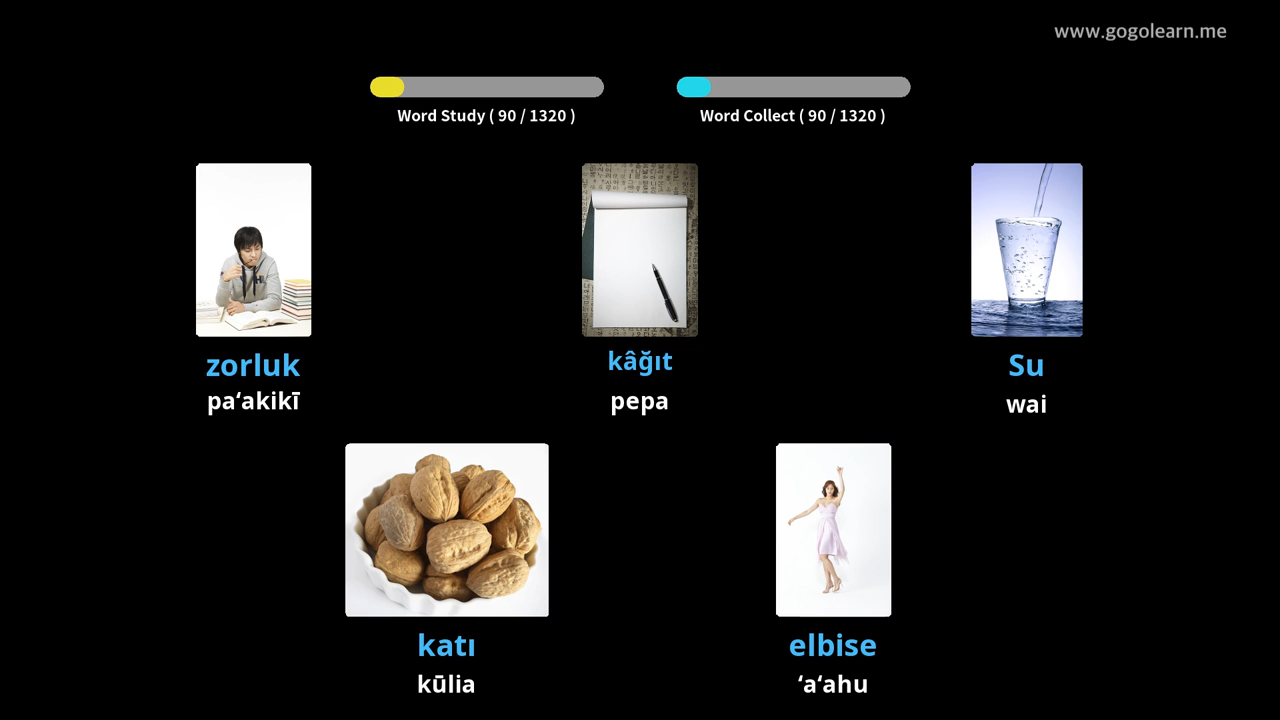 www.gogolearn.me
Word Study ( 90 / 1320 )
Word Collect ( 90 / 1320 )
zorluk
paʻakikī
kâğıt
pepa
Su
wai
katı
kūlia
elbise
ʻaʻahu